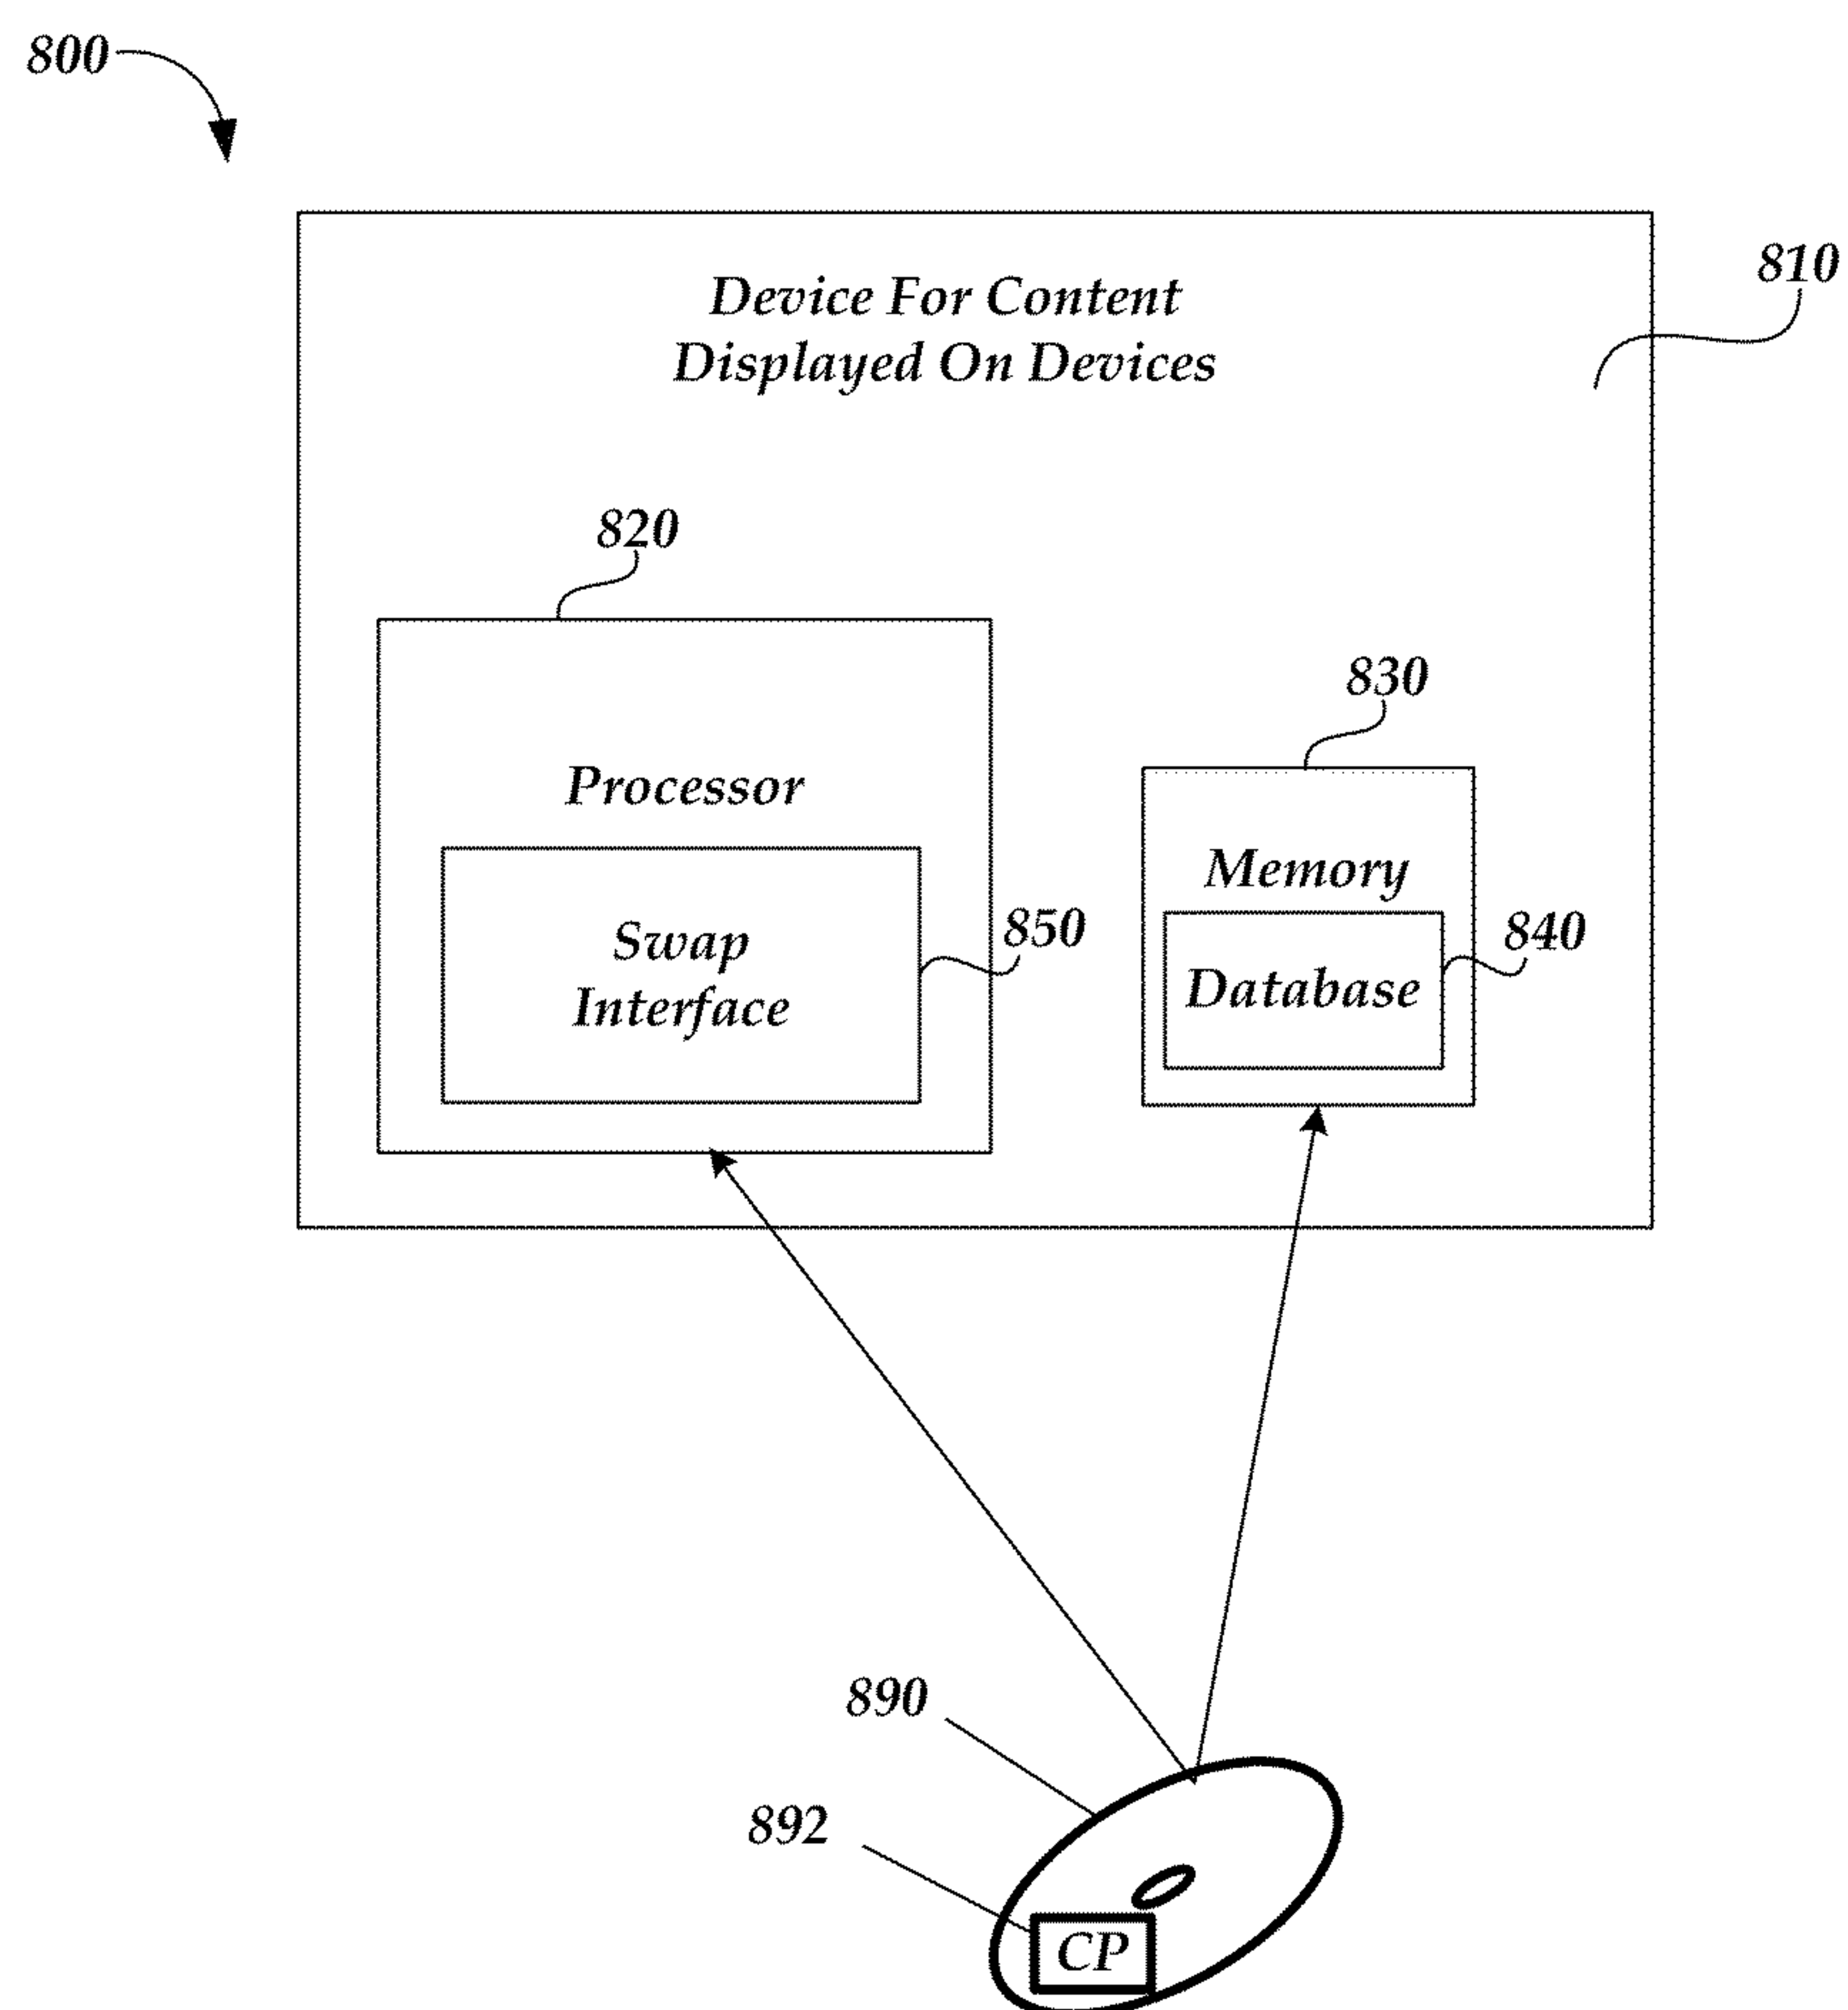 800
Device For Content
Displayed On Devices
810
820
Processor
830
Memory
Swap
Interface
850
Database
840
890
892
CP